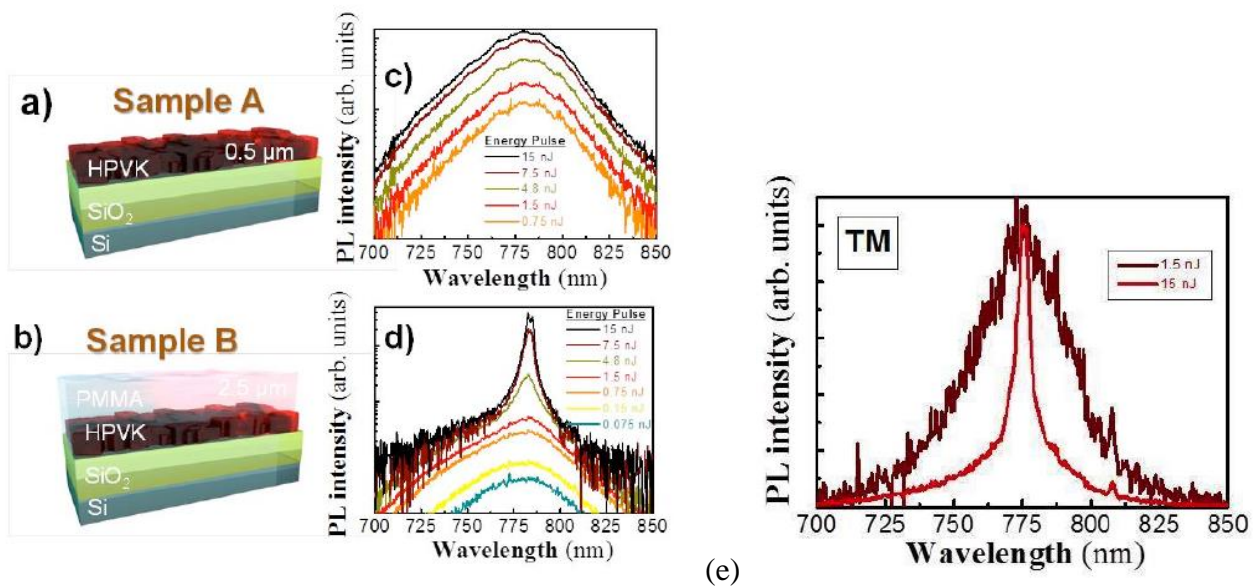 a)
Sample A
HPVK
0.5 µm
SiO2
Si
c)
PL intensity (arb. units)
Energy Pulse
15 nJ
7.5 nJ
4.8 nJ
1.5 nJ
0.75 nJ
700 725 750 775 800 825 850
Wavelength (nm)
b)
Sample B
PMMA
2.5 µm
HPVK
SiO2
Si
d)
PL intensity (arb. units)
Energy Pulse
15 nJ
7.5 nJ
4.8 nJ
1.5 nJ
0.75 nJ
0.15 nJ
0.075 nJ
700 725 750 775 800 825 850
Wavelength (nm)
(e)
PL intensity (arb. units)
TM
1.5 nJ
15 nJ
700 725 750 775 800 825 850
Wavelength (nm)